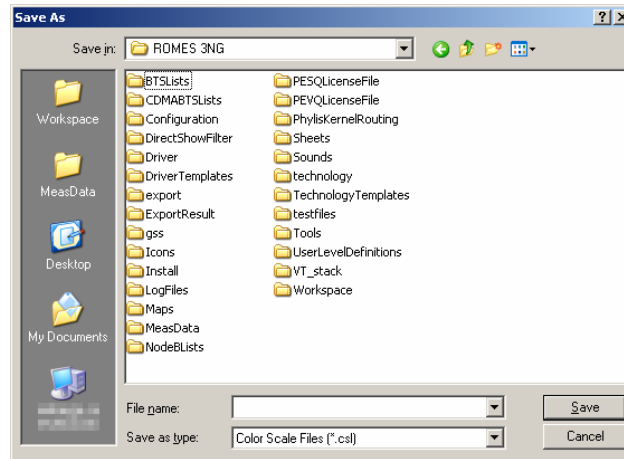 Save As
Save in: ROMES 3NG
Workspace
MeasData
Desktop
My Documents
BTSLists
CDMABTSLists
Configuration
DirectShowFilter
Driver
DriverTemplates
export
ExportResult
gss
Icons
Install
LogFiles
Maps
MeasData
NodeBLists
PESQLicenseFile
PEVQLicenseFile
PhylisKernelRouting
Sheets
Sounds
technology
TechnologyTemplates
testfiles
Tools
UserLevelDefinitions
VT_stack
Workspace
File name:
Save
Save as type: Color Scale Files (*.csl)
Cancel